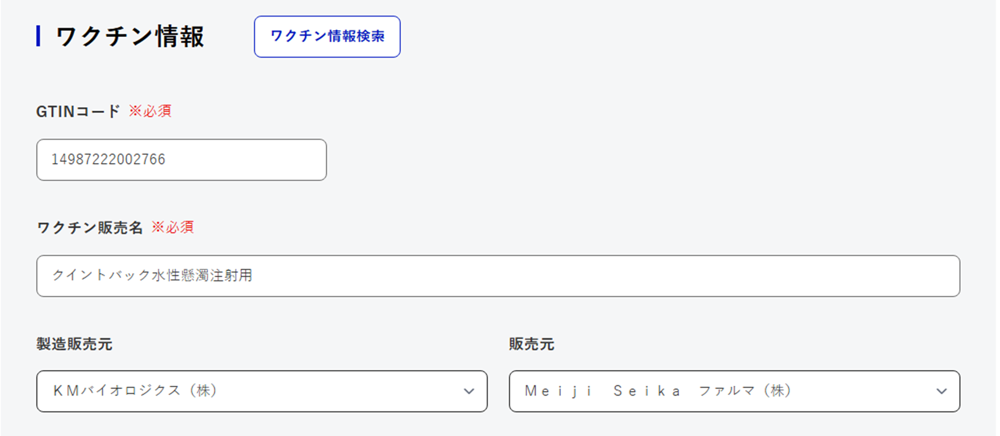 ワクチン情報
ワクチン情報検索
GTINコード ※必須
14987222002766
ワクチン販売名 ※必須
クイントバック水性懸濁注射用
製造販売元
販売元
ＫＭバイオロジクス（株）
Ｍｅｉｊｉ　Ｓｅｉｋａ　ファルマ（株）